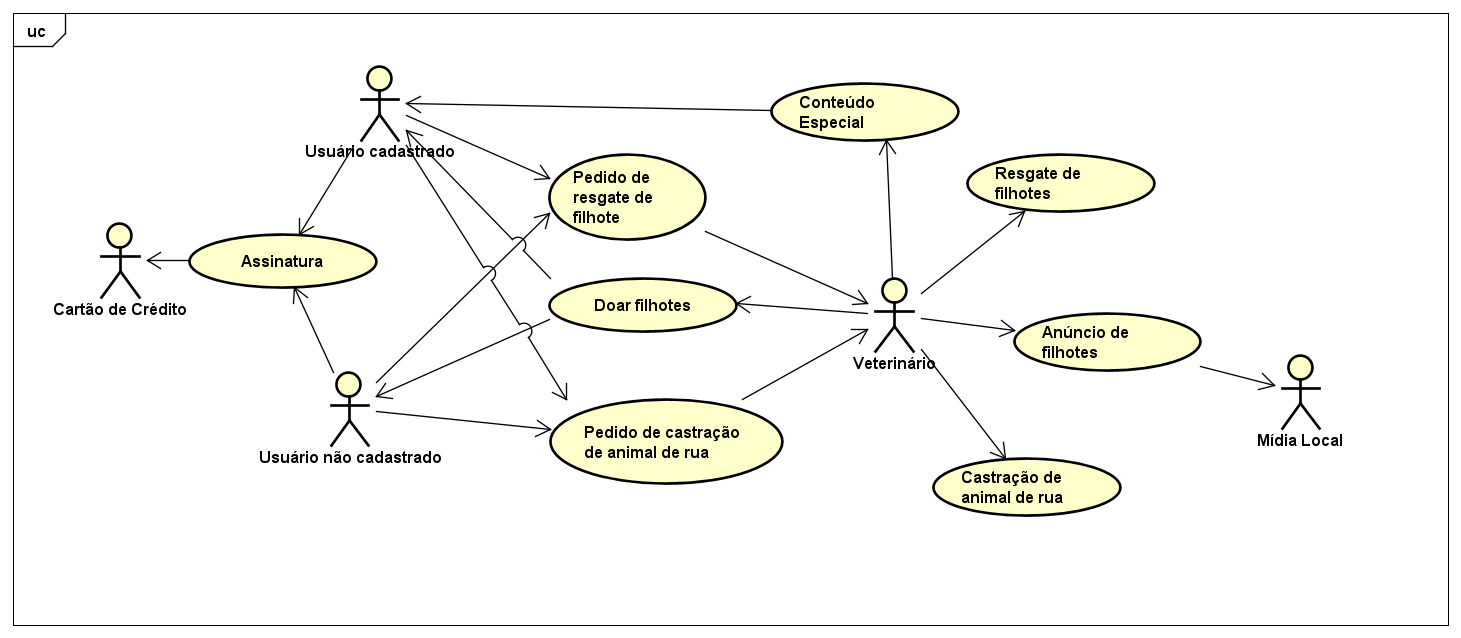 uc
Usuário cadastrado
Conteúdo
Especial
Pedido de
resgate de
filhote
Resgate de
filhotes
Assinatura
Cartão de Crédito
Doar filhotes
Veterinário
Anúncio de
filhotes
Mídia Local
Usuário não cadastrado
Pedido de castração
de animal de rua
Castração de
animal de rua